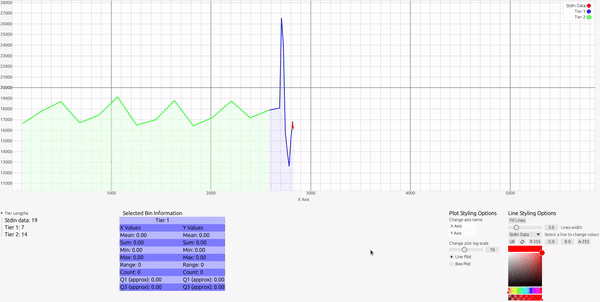 28000
27000
26000
25000
24000
23000
22000
21000
20000
19000
18000
17000
16000
15000
14000
13000
12000
11000
1000
2000
3000
4000
5000
X Axis
Stdin Data
Tier 1
Tier 2
Tier Lengths
Stdin data: 19
Tier 1: 7
Tier 2: 14
Selected Bin Information
Tier 1
X Values Y Values
Mean: 0.00 Mean: 0.00
Sum: 0.00 Sum: 0.00
Min: 0.00 Min: 0.00
Max: 0.00 Max: 0.00
Range: 0 Range: 0
Count: 0 Count: 0
Q1 (approx): 0.00 Q1 (approx): 0.00
Q3 (approx): 0.00 Q3 (approx): 0.00
Plot Styling Options
Change axis name
X Axis
Y Axis
Change plot log scale
10
Line Plot
Box Plot
Line Styling Options
Fill Lines
Lines width
Stdin Data Select a line to change colour
U8 R 255 G 0 B 0 A 255